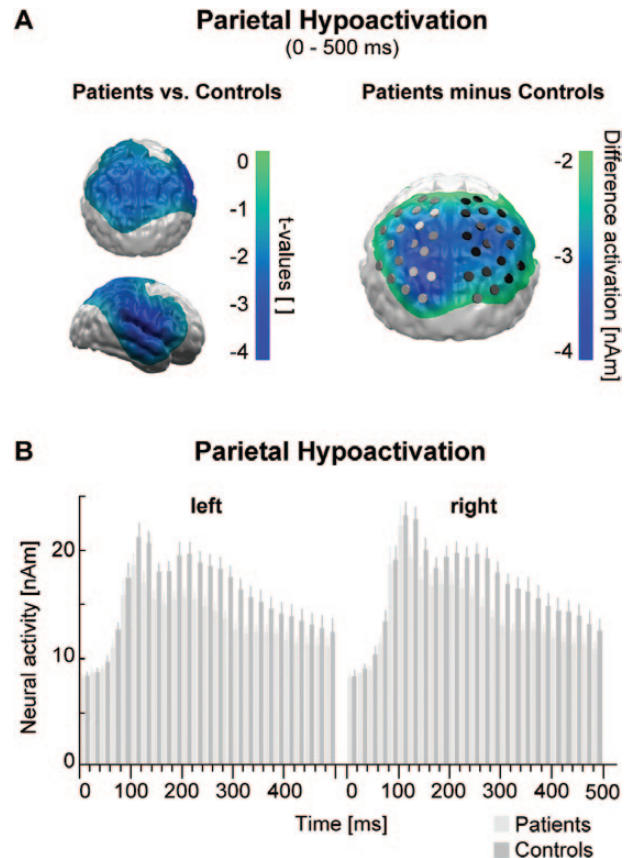 A Parietal Hypoactivation
(0 - 500 ms)
Patients vs. Controls
Patients minus Controls
0
-1
-2
-3
-4
t-values [ ]
-2
-3
-4
Difference activation [nAm]
B Parietal Hypoactivation
left
right
Neural activity [nAm]
20
10
0
0 100 200 300 400 0 100 200 300 400 500
Time [ms]
Patients
Controls